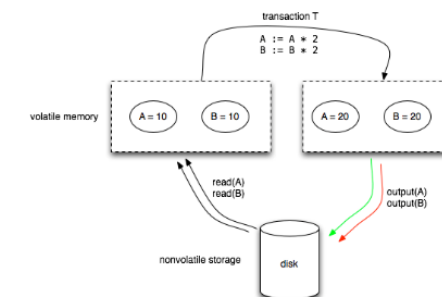 transaction T
A := A * 2
B := B * 2
volatile memory
A = 10
B = 10
A = 20
B = 20
read(A)
read(B)
output(A)
output(B)
nonvolatile storage
disk